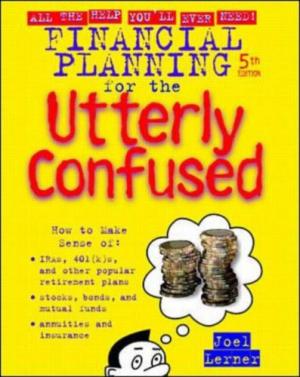 ALL THE HELP YOU'LL EVER NEED!
FINANCIAL
PLANNING
5th
EDITION
for the
Utterly
Confused
How to Make
Sense of:
• IRAs, 401(k)s,
and other popular
retirement plans
• stocks, bonds, and
mutual funds
• annuities and
insurance
Joel
Lerner